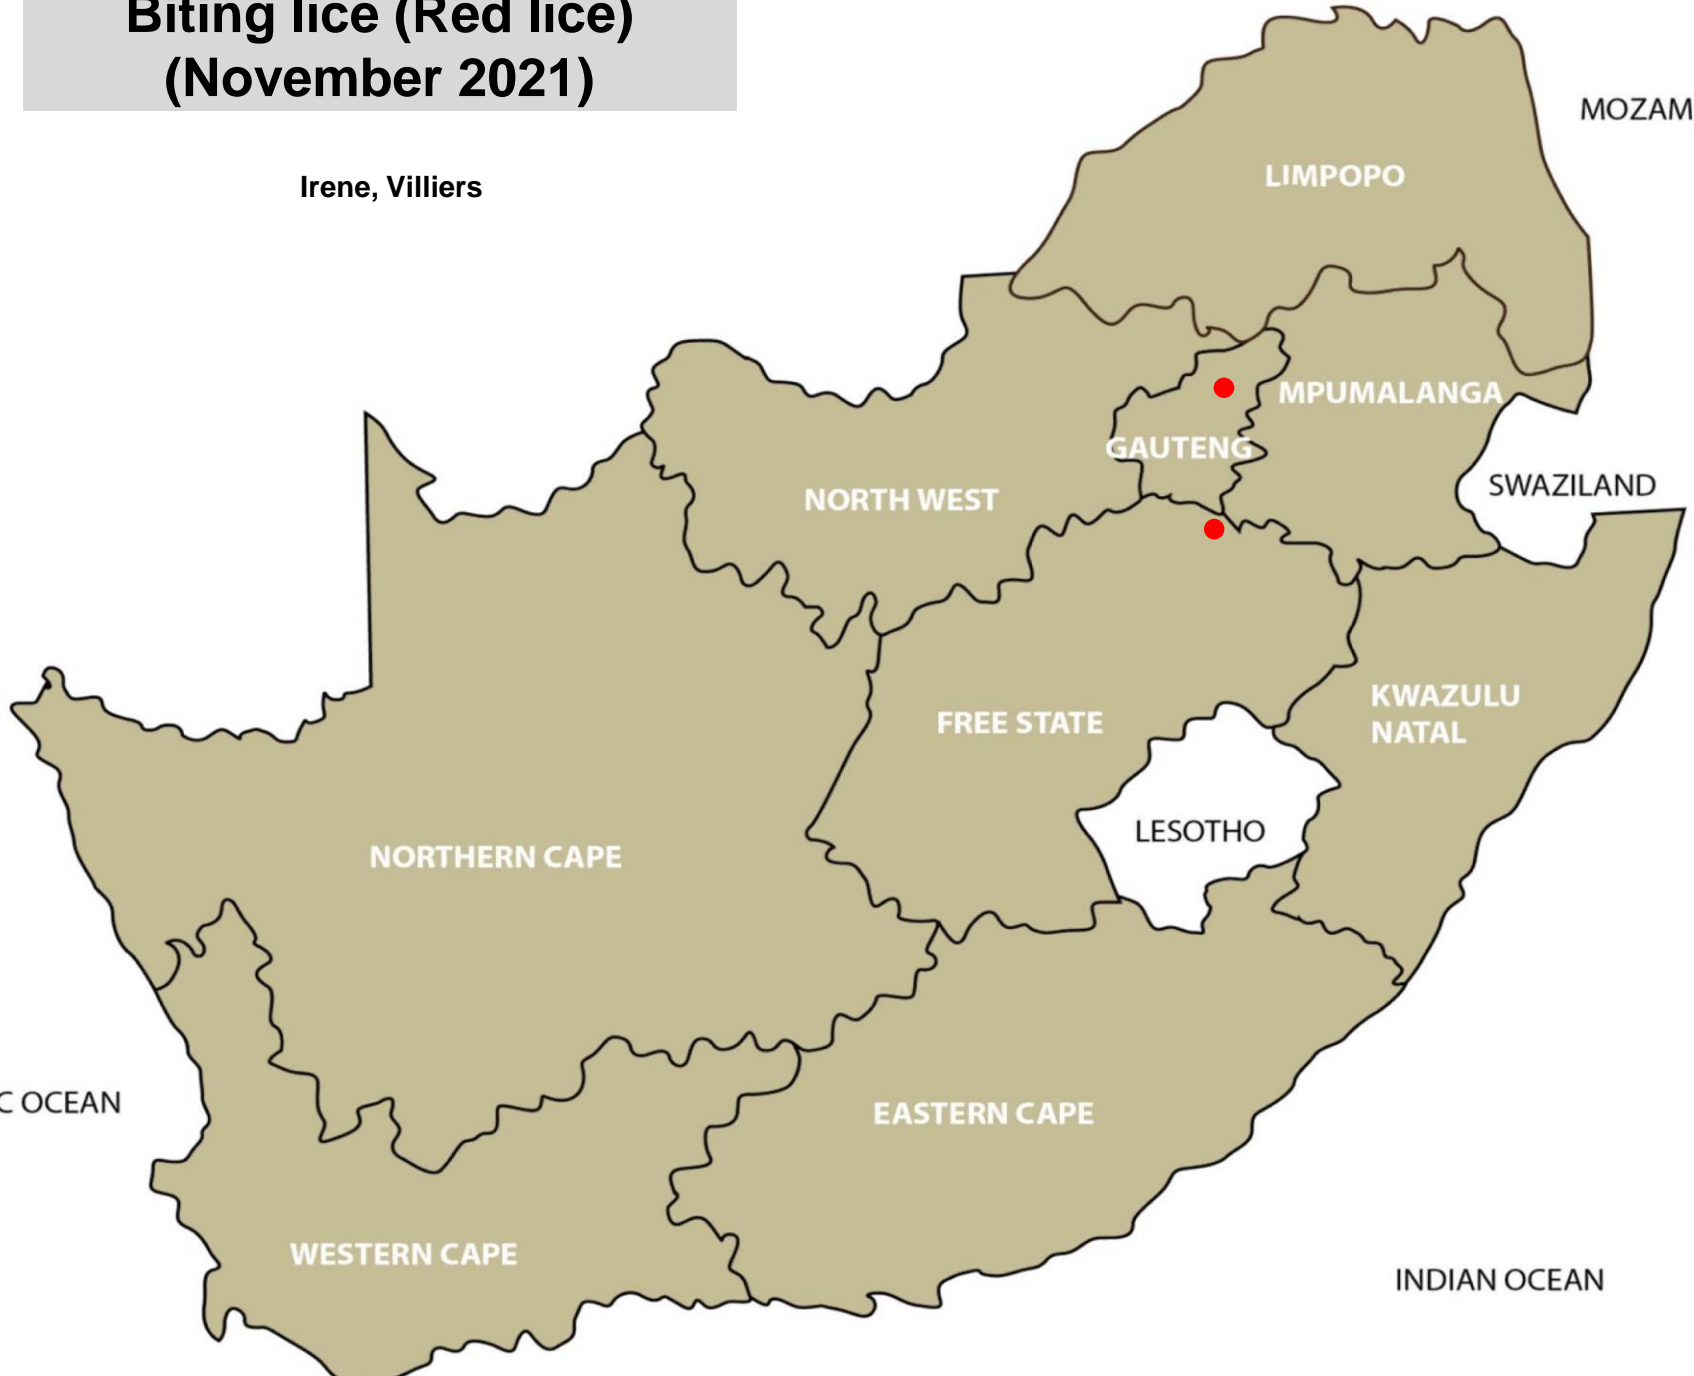 Biting lice (Red lice)
(November 2021)
Irene, Villiers
MOZAM
LIMPOPO
MPUMALANGA
GAUTENG
SWAZILAND
NORTH WEST
KWAZULU
NATAL
FREE STATE
LESOTHO
NORTHERN CAPE
C OCEAN
EASTERN CAPE
WESTERN CAPE
INDIAN OCEAN